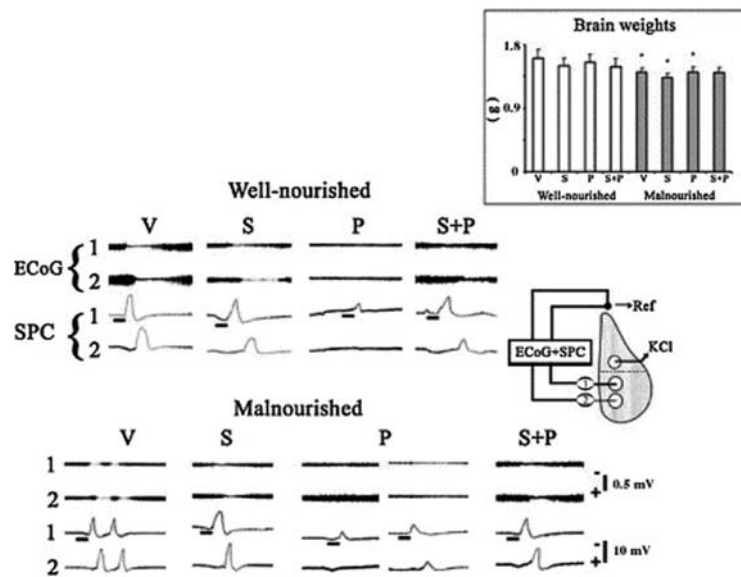 Brain weights
1.8
0.9
0
(g)
* * *
V S P S+P V S P S+P
Well-nourished Malnourished
Well-nourished
V S P S+P
ECoG { 1
2
SPC { 1
2
Ref
KCl
ECoG+SPC
1
2
Malnourished
V S P S+P
1
2
- + 0.5 mV
1
2
- + 10 mV